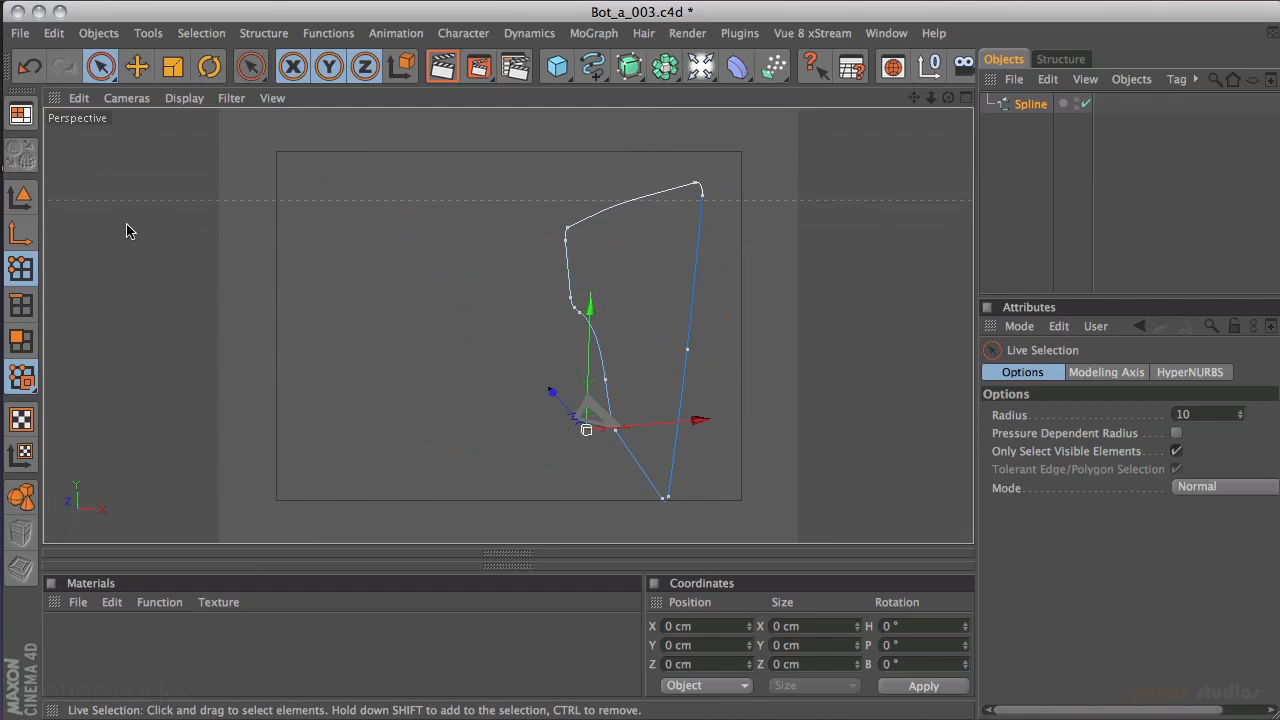 Bot_a_003.c4d *
File Edit Objects Tools Selection Structure Functions Animation Character Dynamics MoGraph Hair Render Plugins Vue 8 xStream Window Help
X Y Z
Objects Structure
File Edit View Objects Tag
Edit Cameras Display Filter View
Perspective
Spline
Attributes
Mode Edit User
Live Selection
Options Modeling Axis HyperNURBS
Options
Radius 10
Pressure Dependent Radius
Only Select Visible Elements
Tolerant Edge/Polygon Selection
Mode Normal
Y
Z X
Materials
File Edit Function Texture
Coordinates
Position Size Rotation
X 0 cm X 0 cm H 0 °
Y 0 cm Y 0 cm P 0 °
Z 0 cm Z 0 cm B 0 °
Object Size Apply
MAXON
CINEMA 4D
Live Selection: Click and drag to select elements. Hold down SHIFT to add to the selection, CTRL to remove.